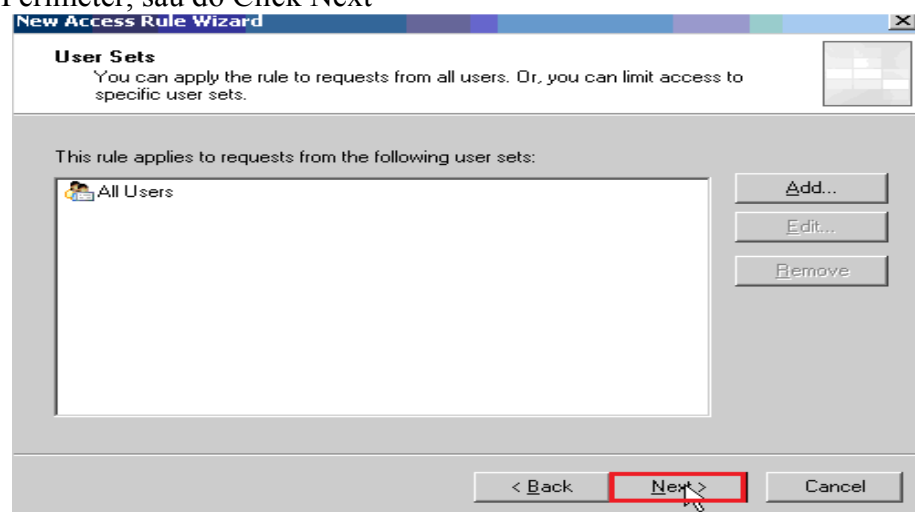 Perimeter, sau đó Click Next
New Access Rule Wizard
User Sets
You can apply the rule to requests from all users. Or, you can limit access to
specific user sets.
This rule applies to requests from the following user sets:
All Users
Add...
Edit...
Remove
< Back
Next >
Cancel